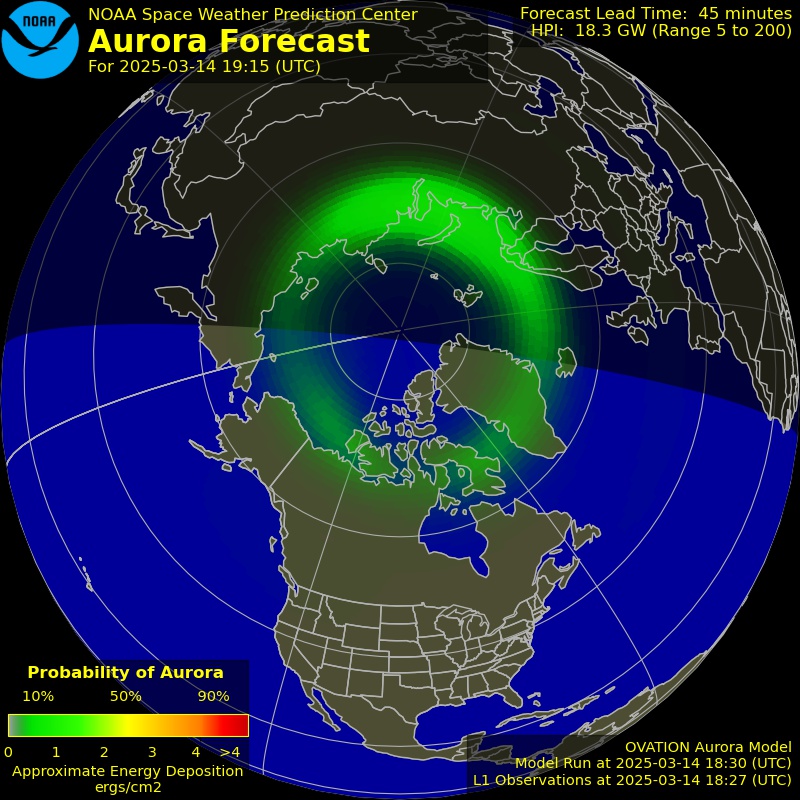 NOAA
NOAA Space Weather Prediction Center
Aurora Forecast
For 2025-03-14 19:15 (UTC)
Forecast Lead Time: 45 minutes
HPI: 18.3 GW (Range 5 to 200)
Probability of Aurora
10% 50% 90%
0 1 2 3 4 >4
Approximate Energy Deposition
ergs/cm2
OVATION Aurora Model
Model Run at 2025-03-14 18:30 (UTC)
L1 Observations at 2025-03-14 18:27 (UTC)